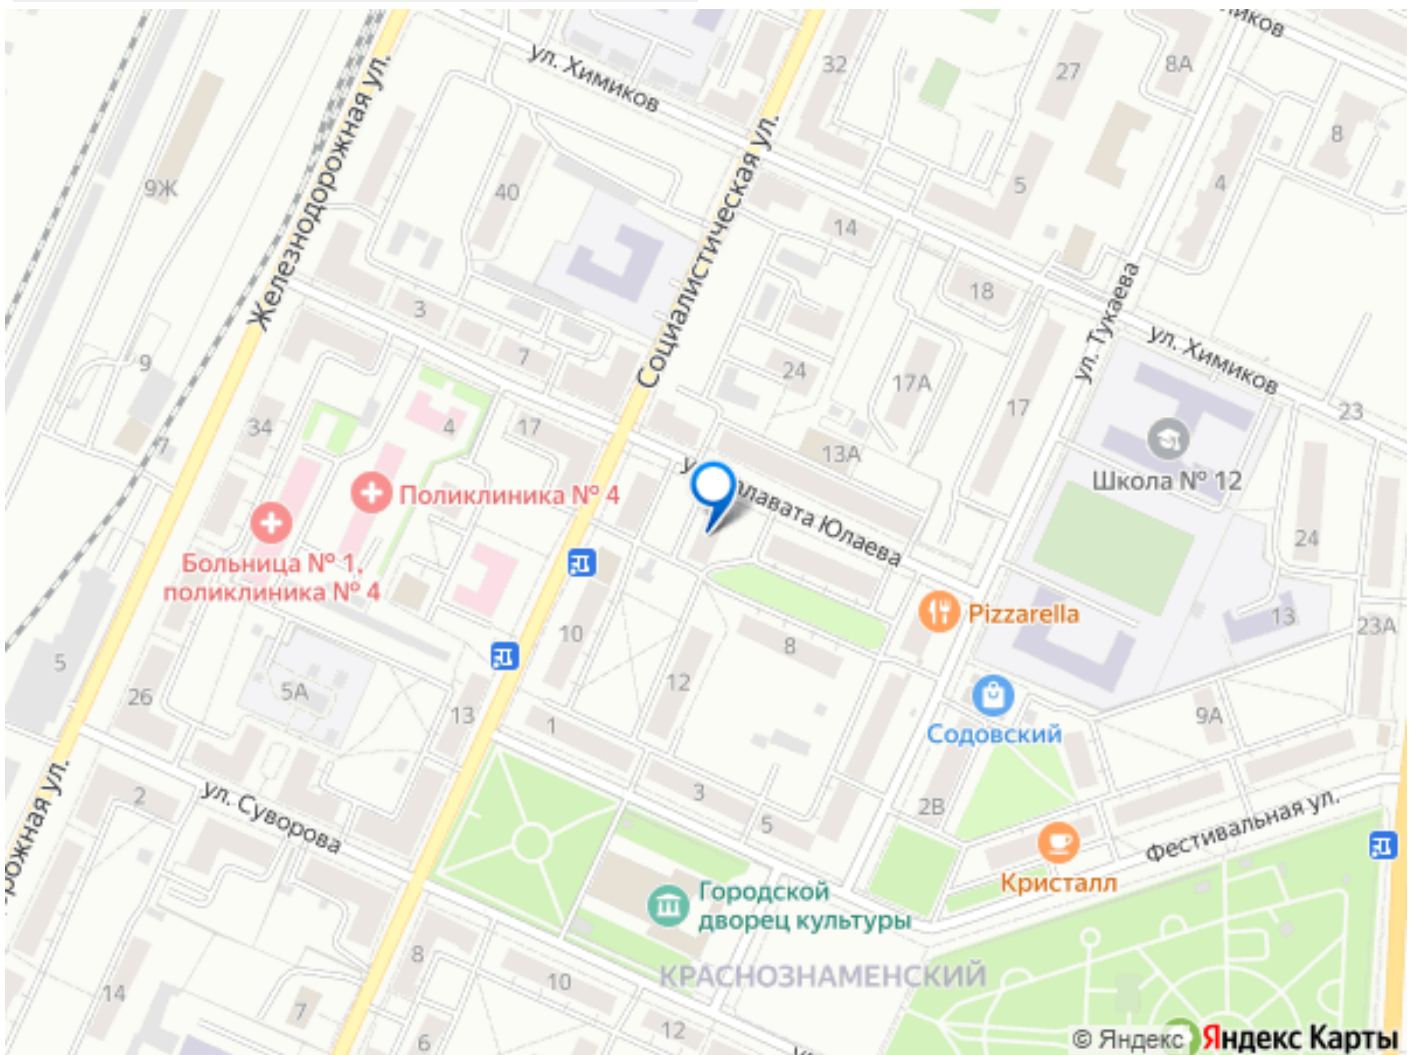 ул. Химиков
32
27
8А
8
9Ж
Железнодорожная ул.
40
Социалистическая ул.
5
4
14
18
ул. Тукаева
ул. Химиков
3
7
24
17А
17
23
9
7
34
4
17
13А
Школа № 12
Поликлиника № 4
Больница № 1,
поликлиника № 4
Юлаева
24
13
23А
Pizzarella
10
8
12
5
26
5А
13
1
Содовский
9А
2
ул. Суворова
3
5
2В
Фестивальная ул.
Кристалл
Городской
дворец культуры
КРАСНОЗНАМЕНСКИЙ
8
10
14
7
6
12
© Яндекс Яндекс Карты